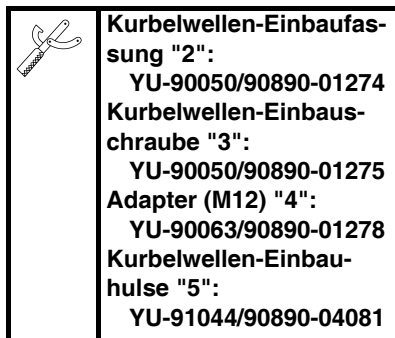 Kurbelwellen-Einbaufas-
sung "2":
YU-90050/90890-01274
Kurbelwellen-Einbaus-
chraube "3":
YU-90050/90890-01275
Adapter (M12) "4":
YU-90063/90890-01278
Kurbelwellen-Einbau-
hulse "5":
YU-91044/90890-04081